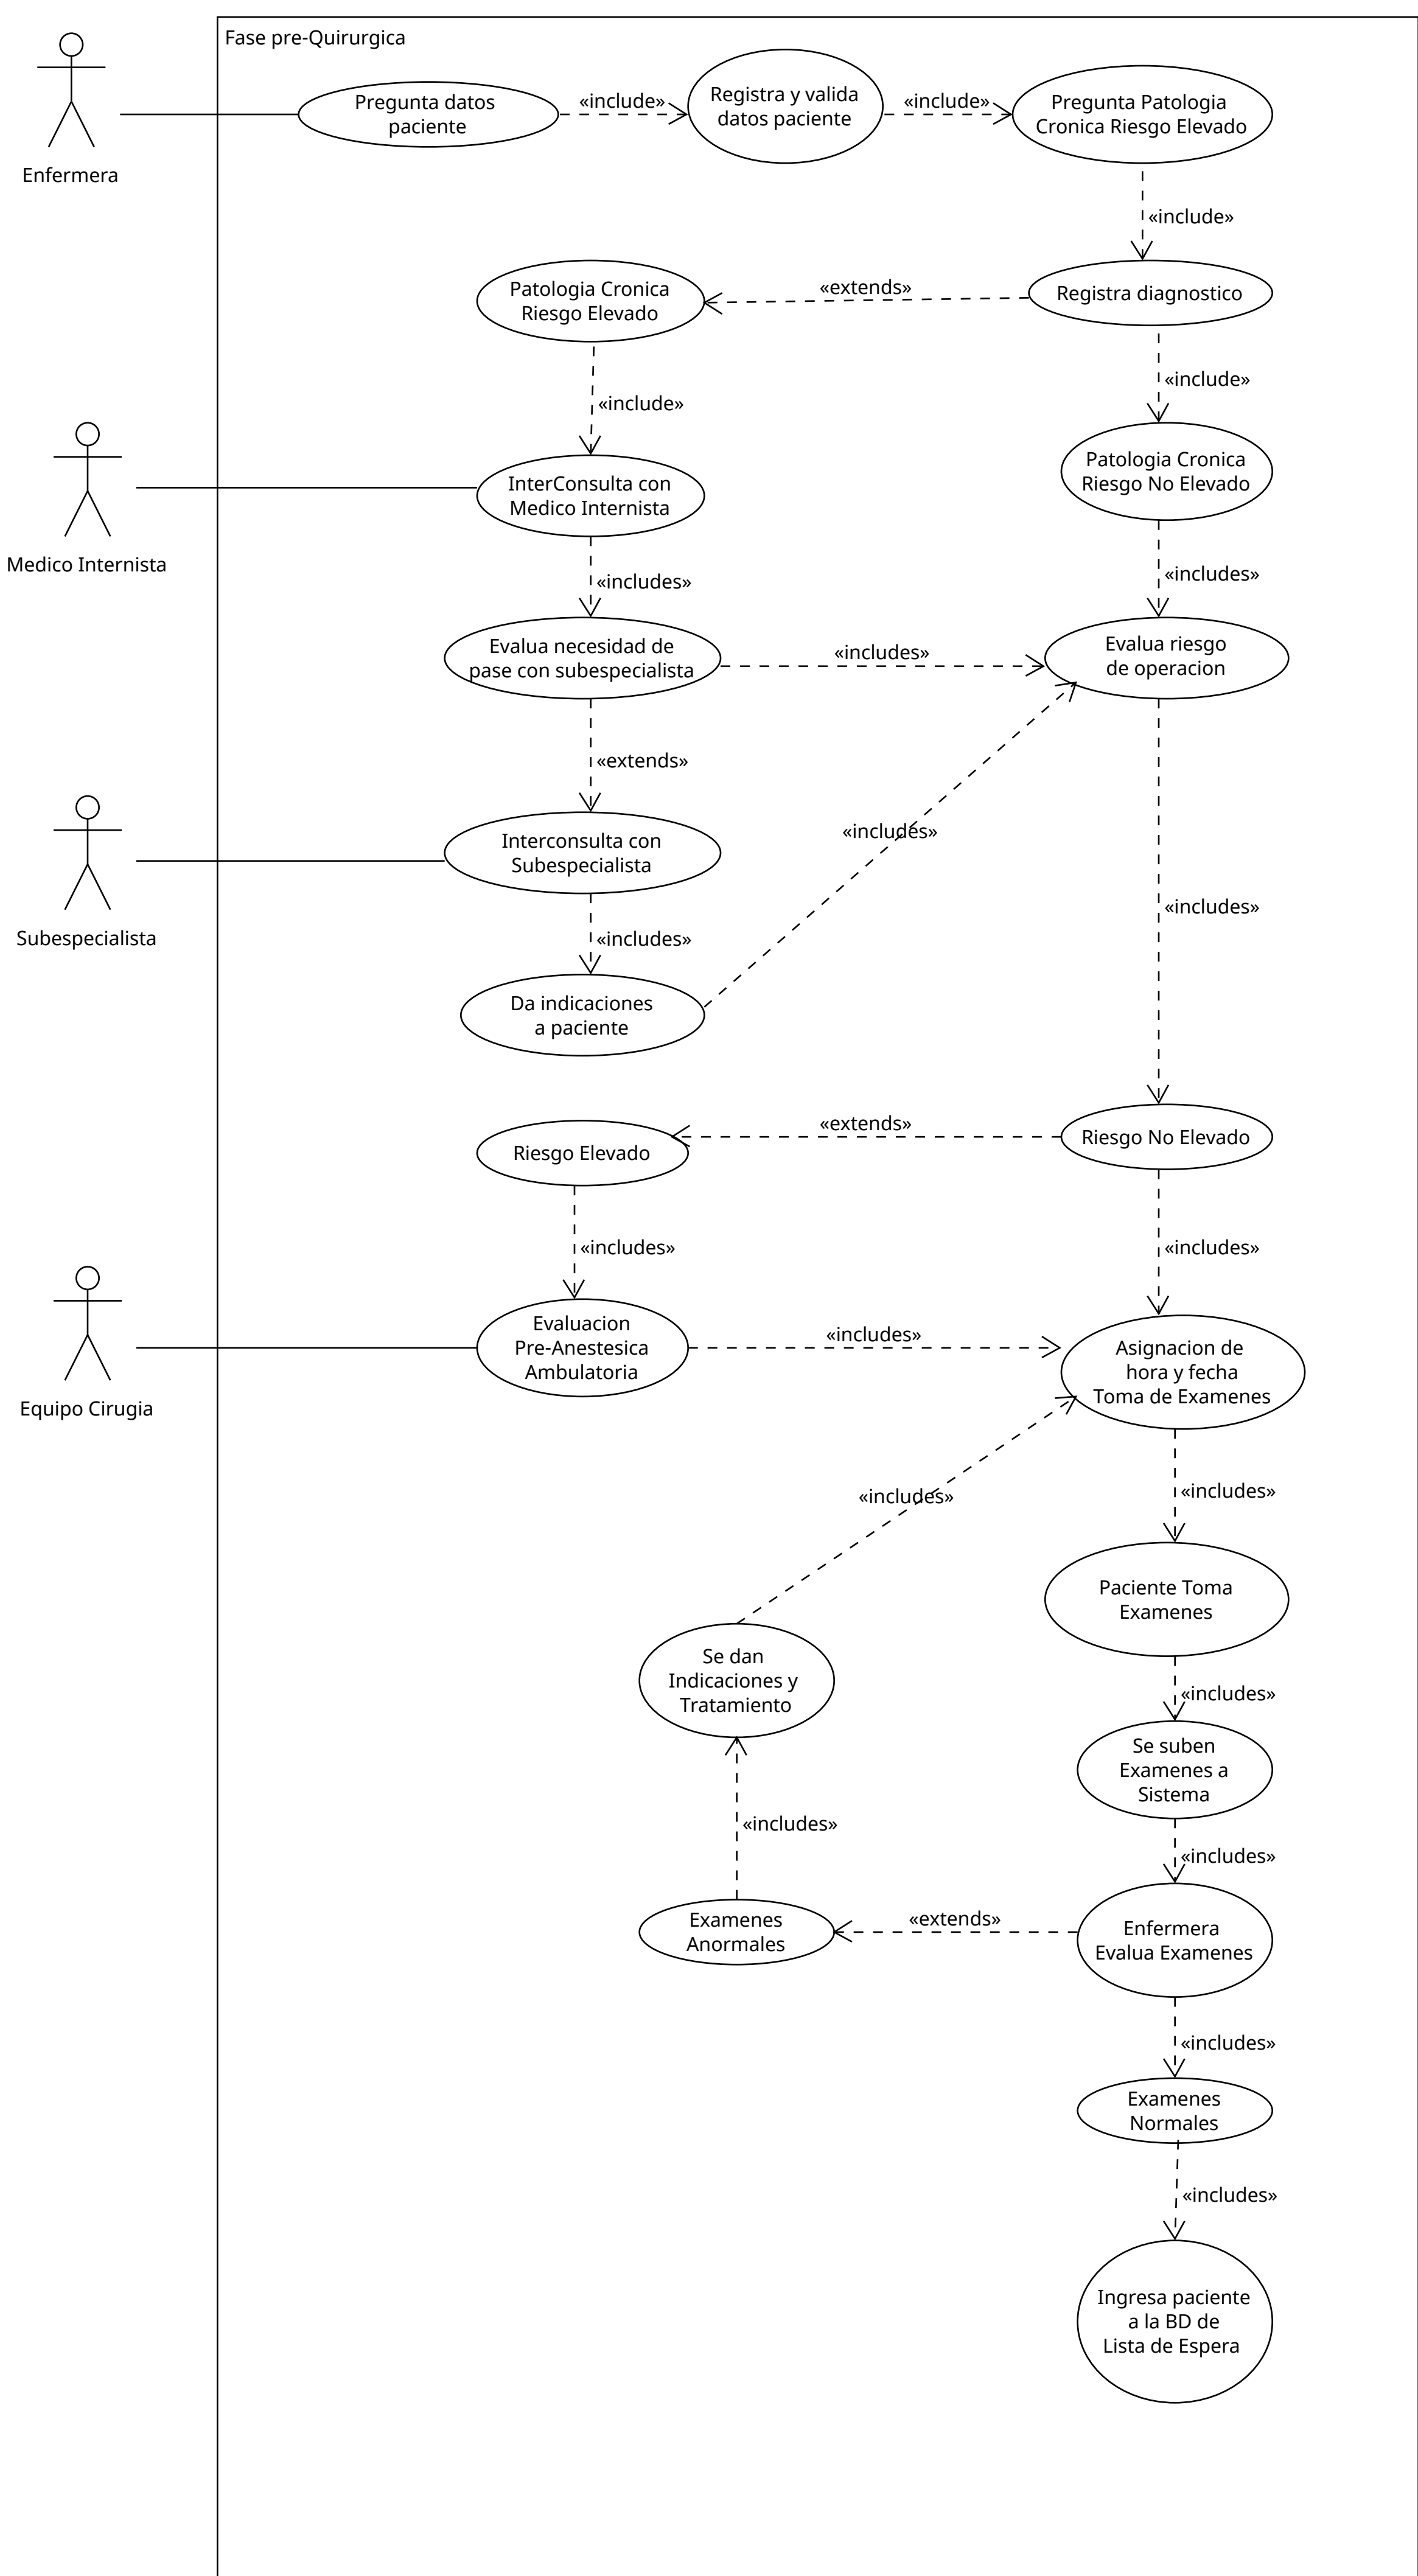 Fase pre-Quirurgica
Enfermera
Pregunta datos
paciente
«include»
Registra y valida
datos paciente
«include»
Pregunta Patologia
Cronica Riesgo Elevado
«include»
Registra diagnostico
«extends»
Patologia Cronica
Riesgo Elevado
«include»
«include»
Patologia Cronica
Riesgo No Elevado
Medico Internista
InterConsulta con
Medico Internista
«includes»
«includes»
Evalua necesidad de
pase con subespecialista
«includes»
Evalua riesgo
de operacion
«extends»
Subespecialista
Interconsulta con
Subespecialista
«includes»
«includes»
«includes»
Da indicaciones
a paciente
Riesgo Elevado
«extends»
Riesgo No Elevado
«includes»
«includes»
Equipo Cirugia
Evaluacion
Pre-Anestesica
Ambulatoria
«includes»
Asignacion de
hora y fecha
Toma de Examenes
«includes»
«includes»
Paciente Toma
Examenes
Se dan
Indicaciones y
Tratamiento
«includes»
Se suben
Examenes a
Sistema
«includes»
«includes»
Examenes
Anormales
«extends»
Enfermera
Evalua Examenes
«includes»
Examenes
Normales
«includes»
Ingresa paciente
a la BD de
Lista de Espera